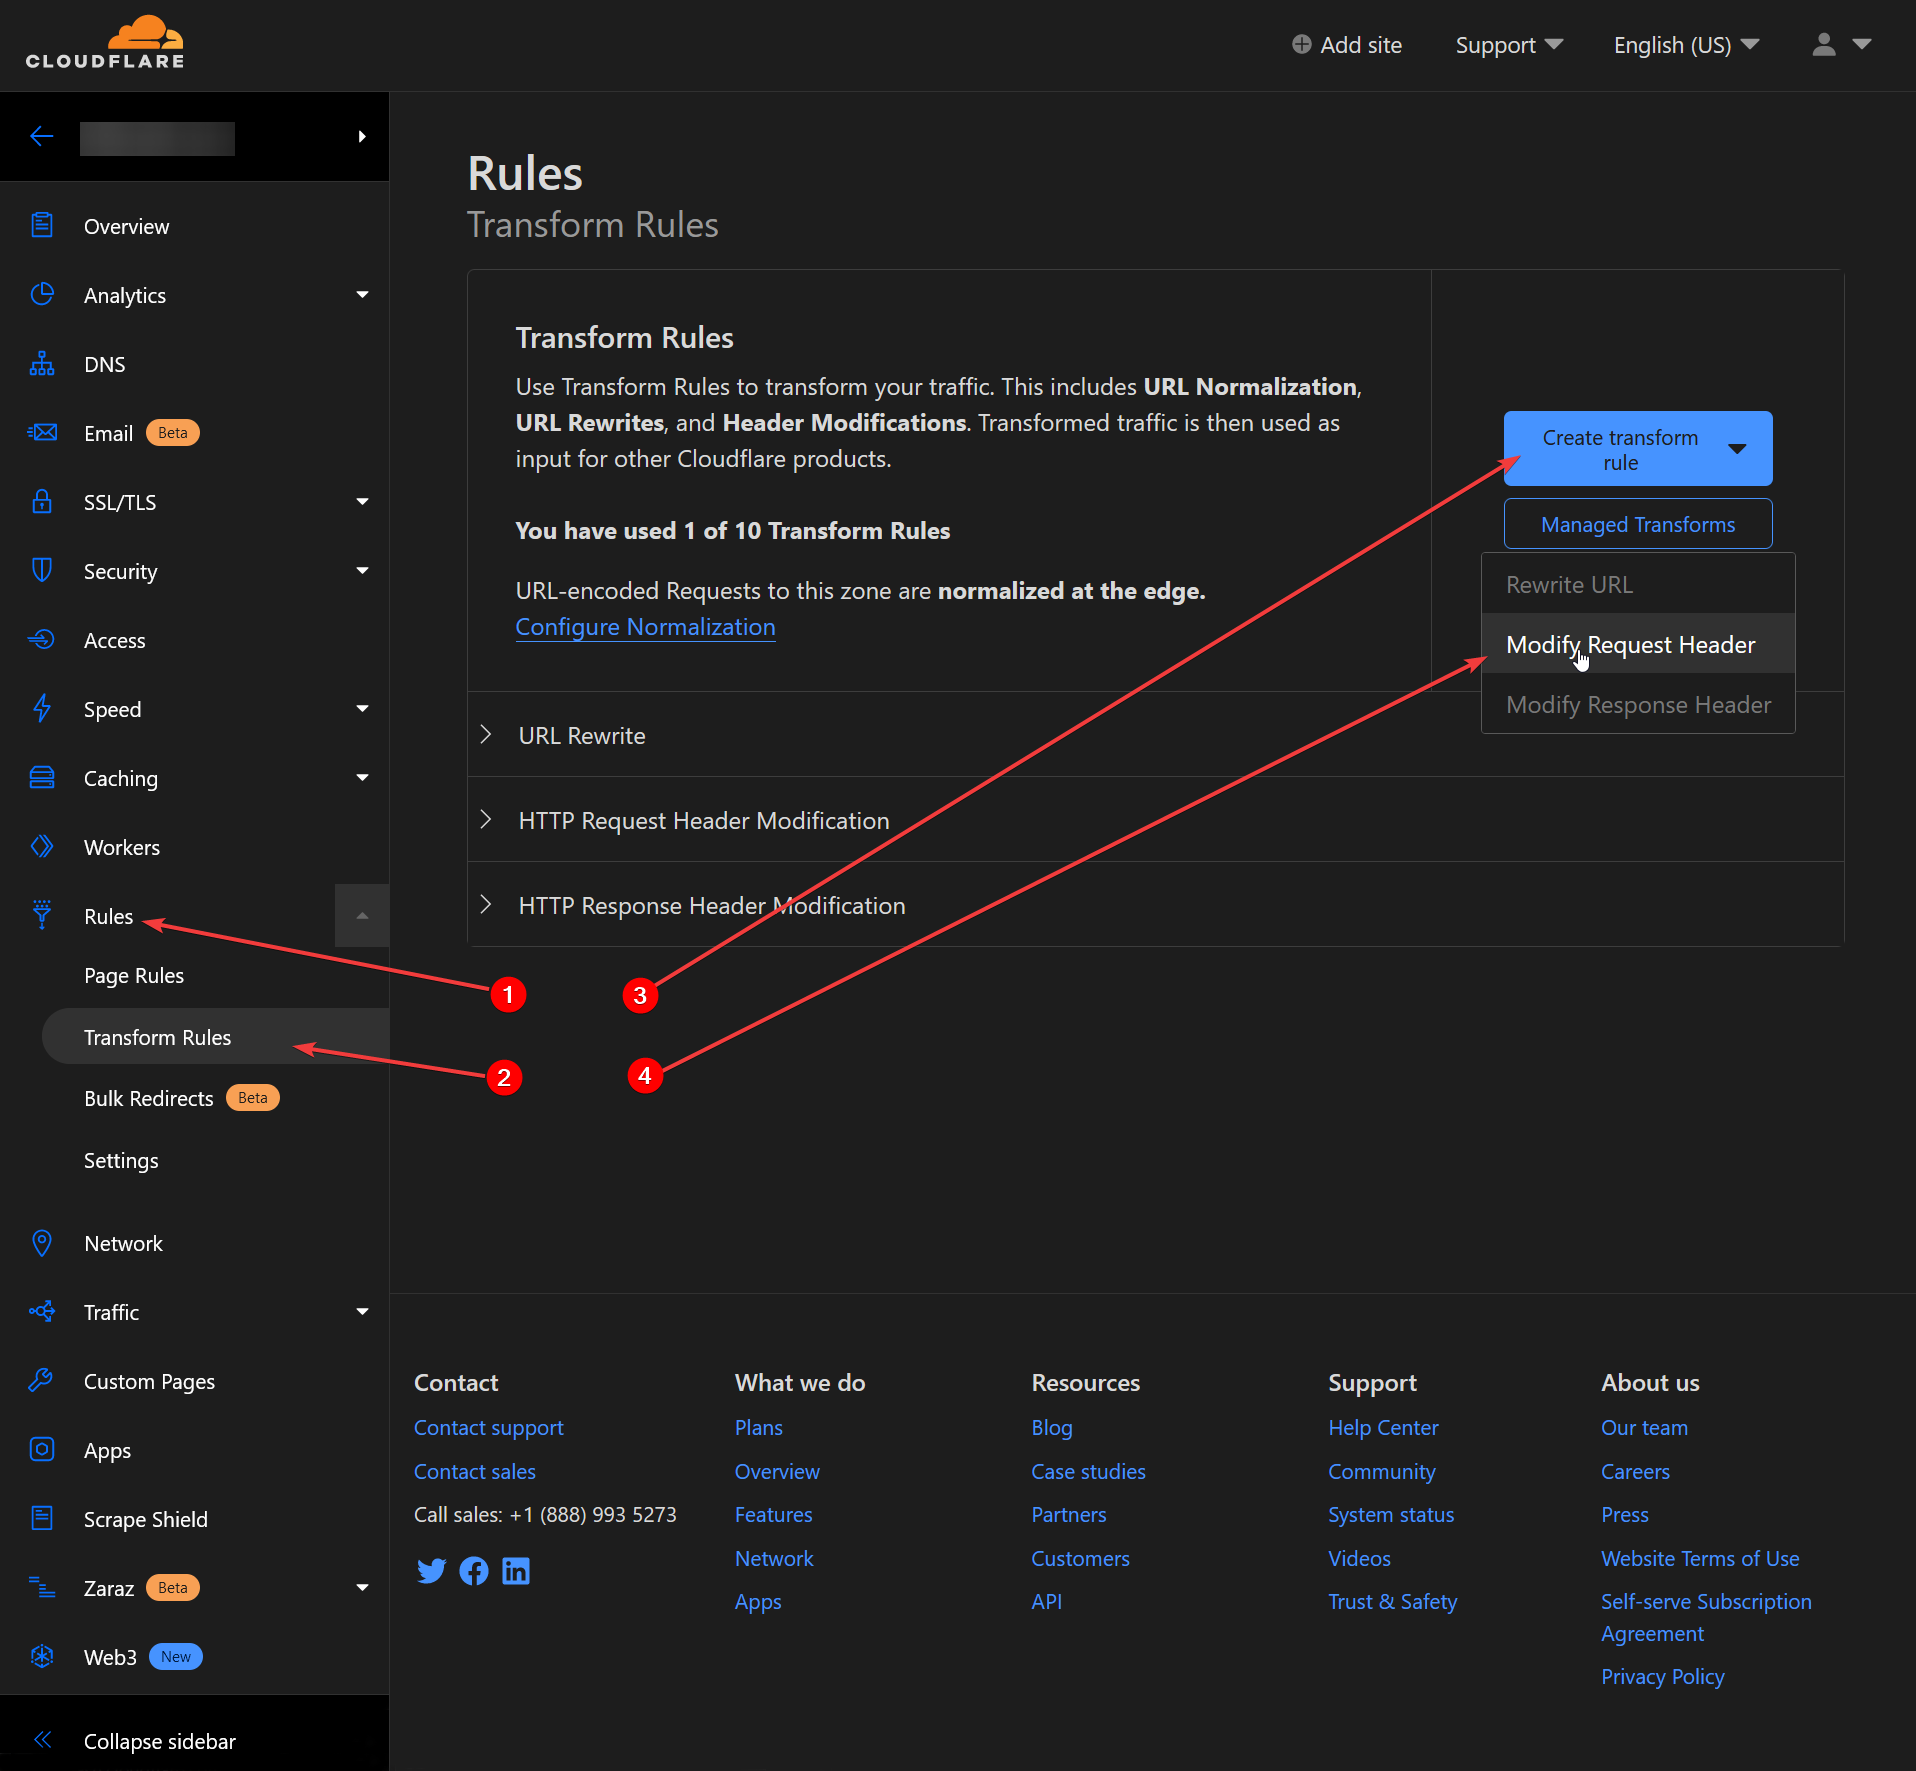 CLOUDFLARE
Add site
Support
English (US)
Overview
Analytics
DNS
Email Beta
SSL/TLS
Security
Access
Speed
Caching
Workers
Rules
Page Rules
Transform Rules
Bulk Redirects Beta
Settings
Network
Traffic
Custom Pages
Apps
Scrape Shield
Zaraz Beta
Web3 New
Collapse sidebar
Rules
Transform Rules
Transform Rules
Use Transform Rules to transform your traffic. This includes URL Normalization,
URL Rewrites, and Header Modifications. Transformed traffic is then used as
input for other Cloudflare products.
You have used 1 of 10 Transform Rules
URL-encoded Requests to this zone are normalized at the edge.
Configure Normalization
Create transform
rule
Managed Transforms
Rewrite URL
Modify Request Header
Modify Response Header
URL Rewrite
HTTP Request Header Modification
HTTP Response Header Modification
1
3
2
4
Contact
Contact support
Contact sales
Call sales: +1 (888) 993 5273
What we do
Plans
Overview
Features
Network
Apps
Resources
Blog
Case studies
Partners
Customers
API
Support
Help Center
Community
System status
Videos
Trust & Safety
About us
Our team
Careers
Press
Website Terms of Use
Self-serve Subscription
Agreement
Privacy Policy